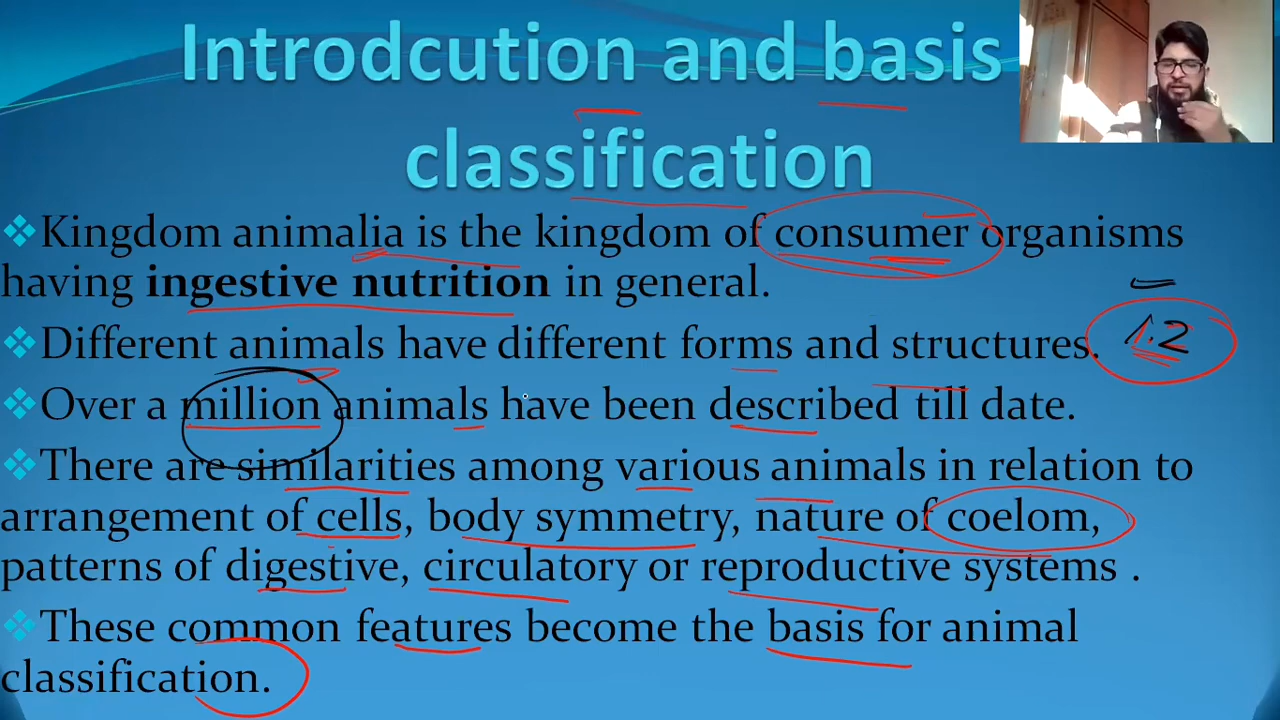 Introdcution and basis
classification
❖Kingdom animalia is the kingdom of consumer organisms
having ingestive nutrition in general.
❖Different animals have different forms and structures. 1.2
❖Over a million animals have been described till date.
❖There are similarities among various animals in relation to
arrangement of cells, body symmetry, nature of coelom,
patterns of digestive, circulatory or reproductive systems .
❖These common features become the basis for animal
classification.